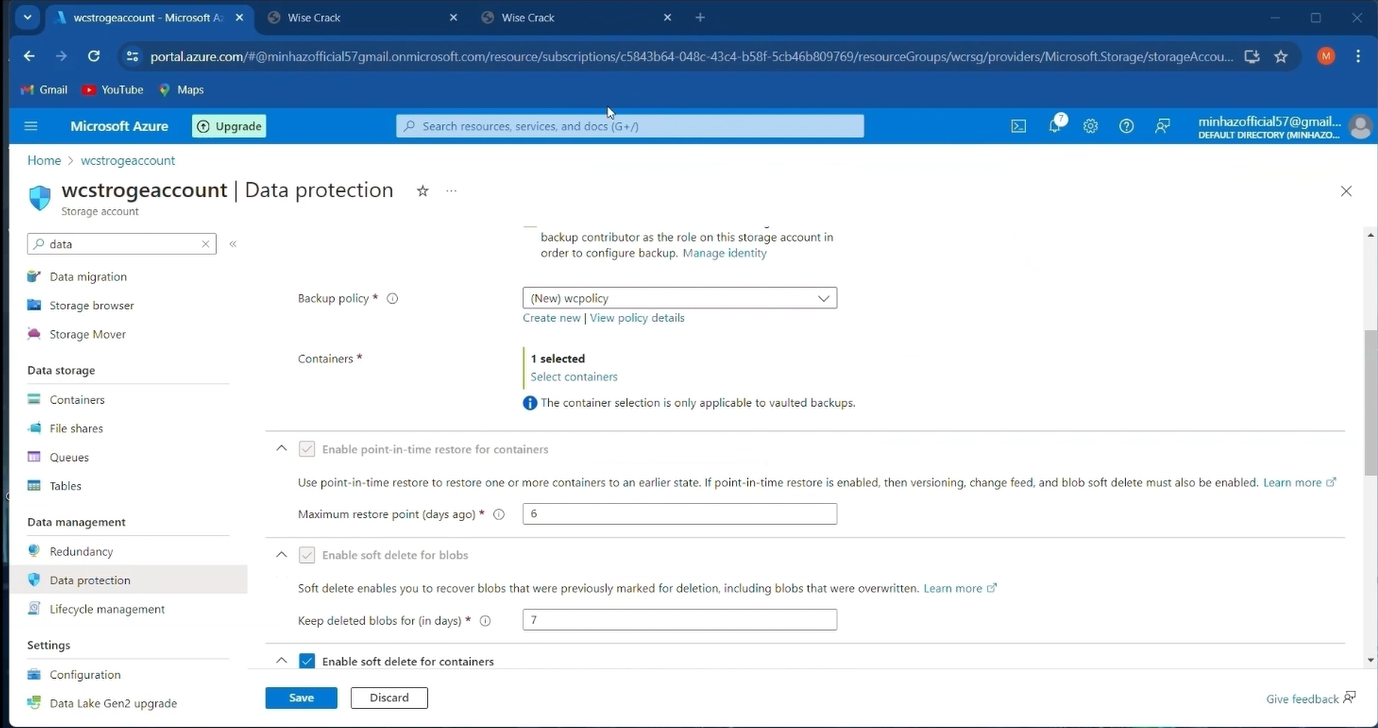 wcstrogeaccount - Microsoft Az
Wise Crack
Wise Crack
portal.azure.com/#@minhazofficial57gmail.onmicrosoft.com/resource/subscriptions/c5843b64-048c-43c4-b58f-5cb46b809769/resourceGroups/wcrsg/providers/Microsoft.Storage/storageAccou...
M
Gmail
YouTube
Maps
Microsoft Azure
Upgrade
Search resources, services, and docs (G+/)
7
minhazofficial57@gmail...
DEFAULT DIRECTORY (MINHAZO...
Home > wcstrogeaccount
wcstrogeaccount | Data protection
Storage account
data
Data migration
Storage browser
Storage Mover
Data storage
Containers
File shares
Queues
Tables
Data management
Redundancy
Data protection
Lifecycle management
Settings
Configuration
Data Lake Gen2 upgrade
backup contributor as the role on this storage account in
order to configure backup. Manage identity
Backup policy *
(New) wcpolicy
Create new | View policy details
Containers *
1 selected
Select containers
The container selection is only applicable to vaulted backups.
Enable point-in-time restore for containers
Use point-in-time restore to restore one or more containers to an earlier state. If point-in-time restore is enabled, then versioning, change feed, and blob soft delete must also be enabled. Learn more
Maximum restore point (days ago) *
6
Enable soft delete for blobs
Soft delete enables you to recover blobs that were previously marked for deletion, including blobs that were overwritten. Learn more
Keep deleted blobs for (in days) *
7
Enable soft delete for containers
Save
Discard
Give feedback